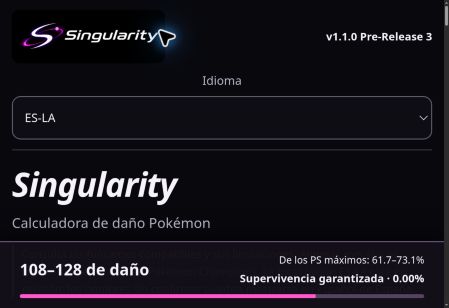 Singularity
v1.1.0 Pre-Release 3
Idioma
ES-LA
Singularity
Calculadora de daño Pokémon
108–128 de daño
De los PS máximos: 61.7–73.1%
Supervivencia garantizada · 0.00%